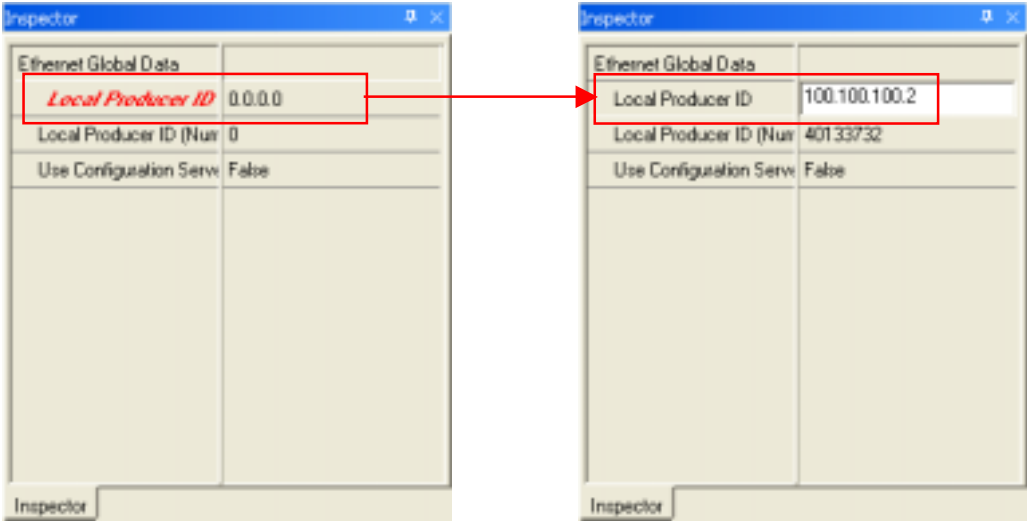 Inspector
Ethernet Global Data
Local Producer ID 0.0.0.0
Local Producer ID (Num 0
Use Configuration Serve False
Inspector
Inspector
Ethernet Global Data
Local Producer ID 100.100.100.2
Local Producer ID (Num 40133732
Use Configuration Serve False
Inspector